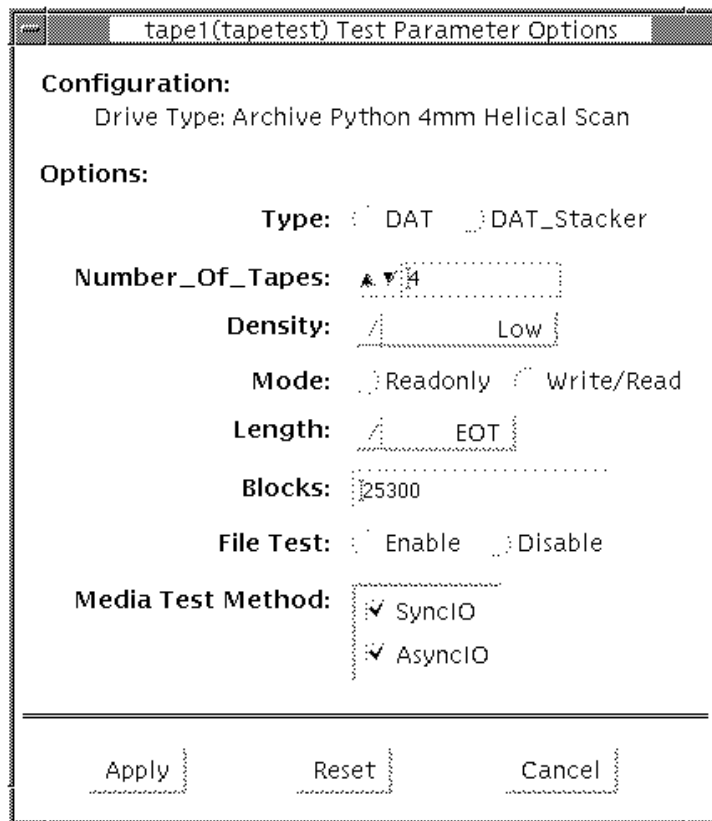 tape1(tapetest) Test Parameter Options
Configuration:
Drive Type: Archive Python 4mm Helical Scan
Options:
Type: DAT DAT_Stacker
Number_Of_Tapes: 4
Density: Low
Mode: Readonly Write/Read
Length: EOT
Blocks: 25300
File Test: Enable Disable
Media Test Method: SyncIO
AsyncIO
Apply Reset Cancel